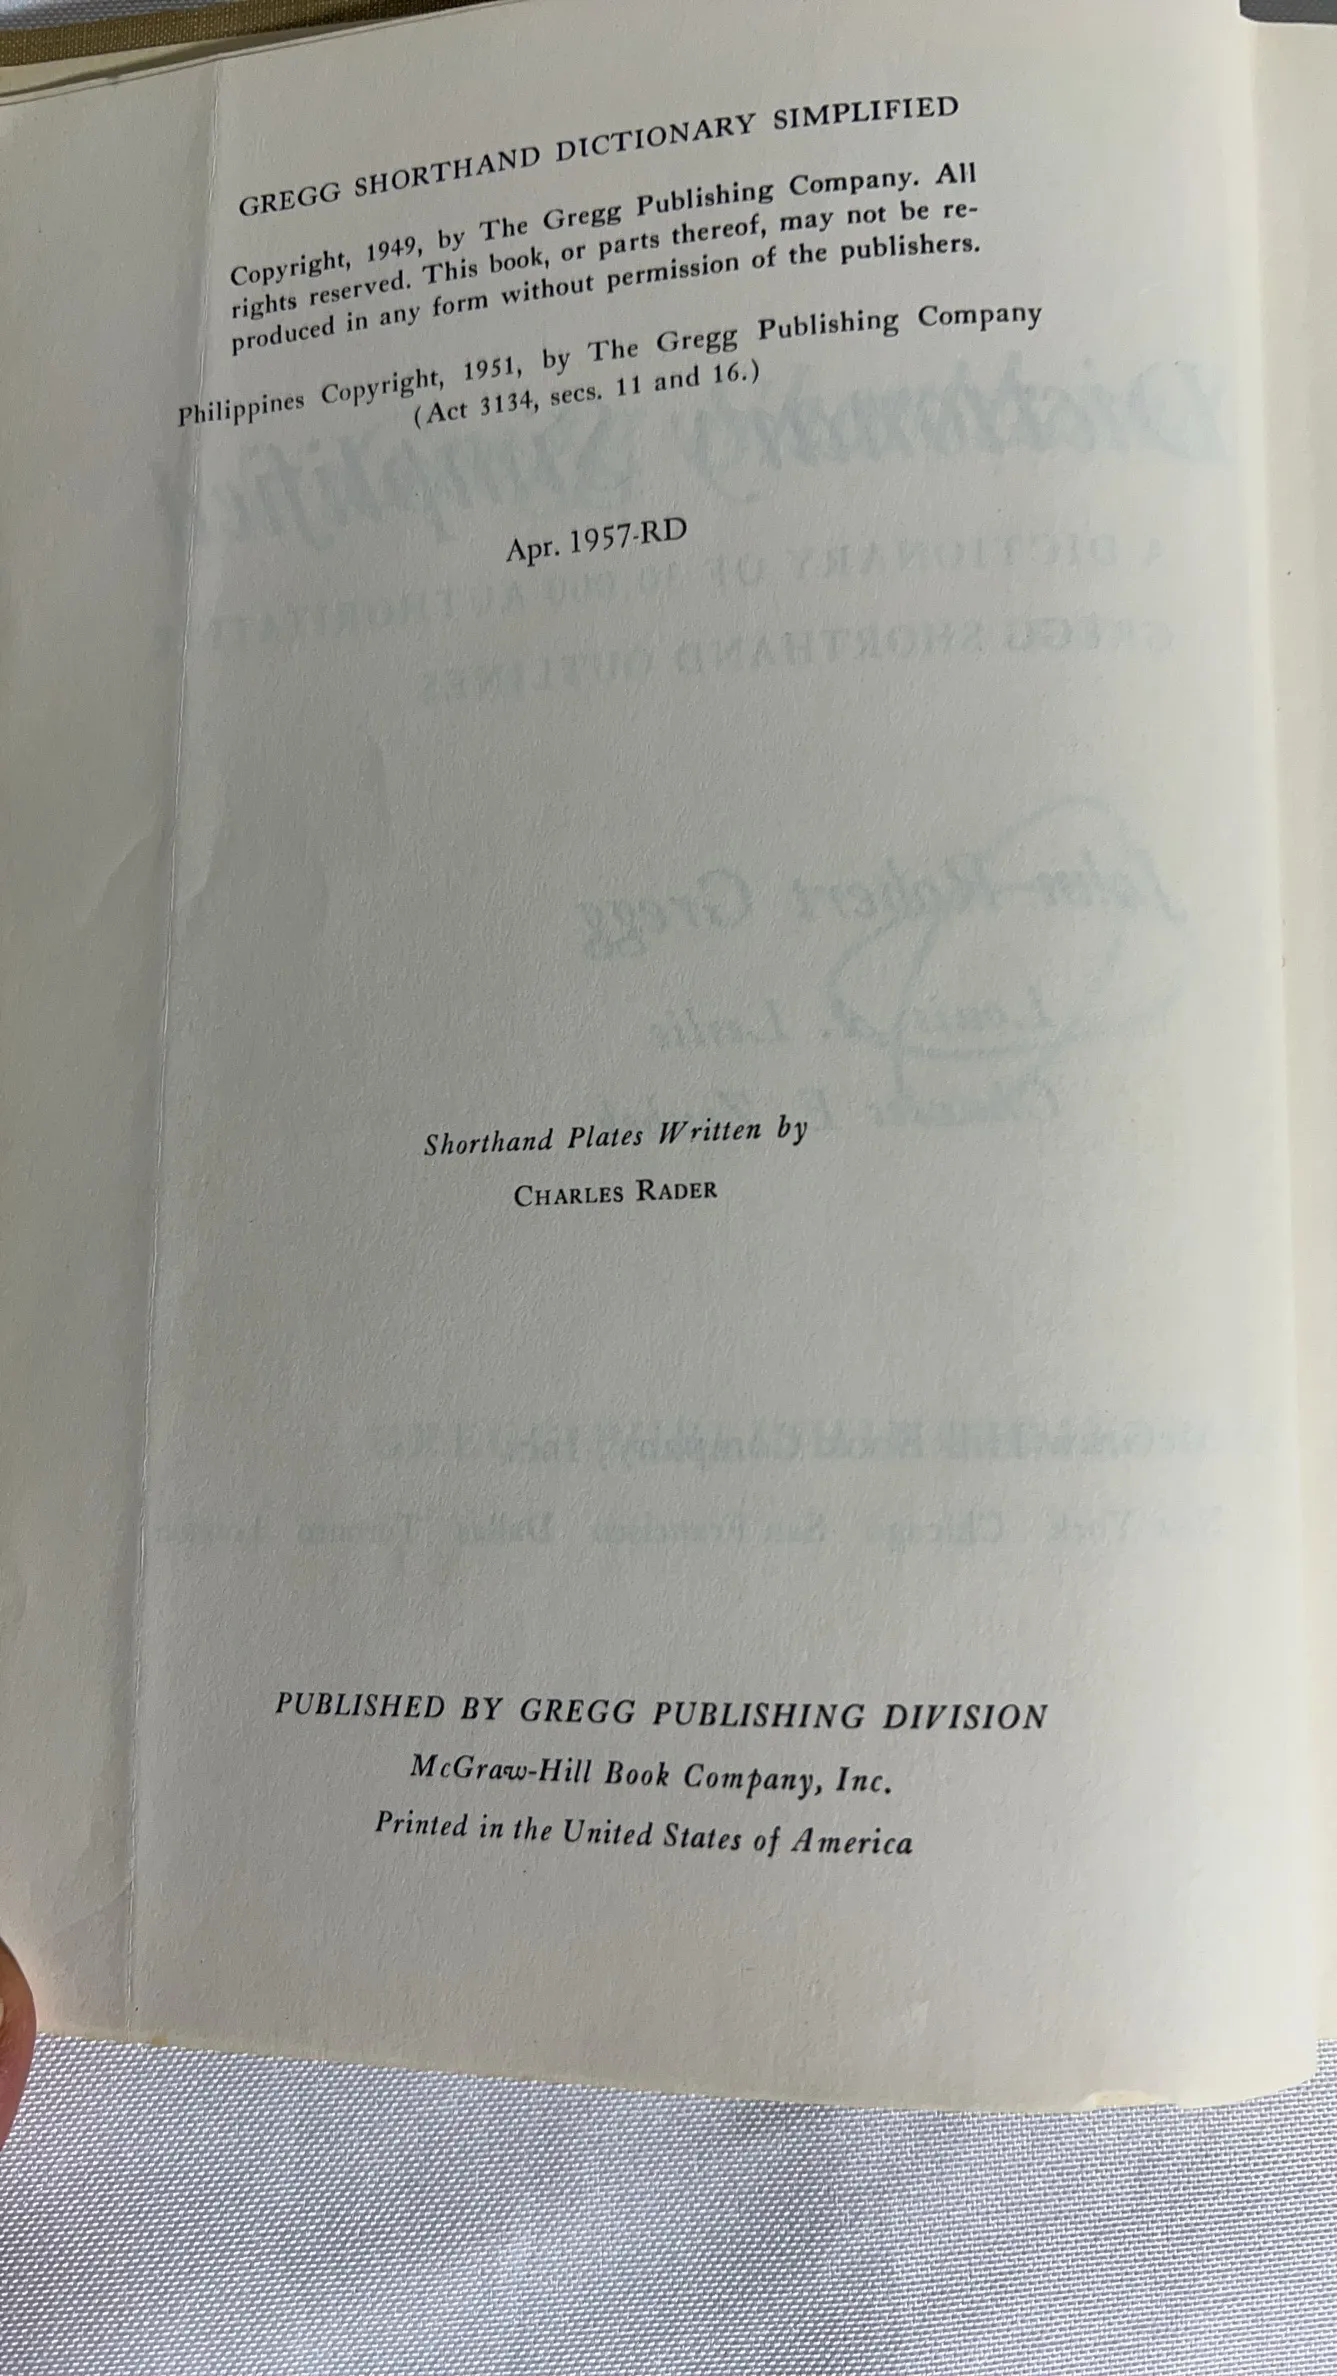 GREGG SHORTHAND DICTIONARY SIMPLIFIED
Copyright, 1949, by The Gregg Publishing Company. All
rights reserved. This book, or parts thereof, may not be re-
produced in any form without permission of the publishers.
Philippines Copyright, 1951, by The Gregg Publishing Company
(Act 3134, secs. 11 and 16.)
Apr. 1957-RD
Shorthand Plates Written by
CHARLES RADER
PUBLISHED BY GREGG PUBLISHING DIVISION
McGraw-Hill Book Company, Inc.
Printed in the United States of America